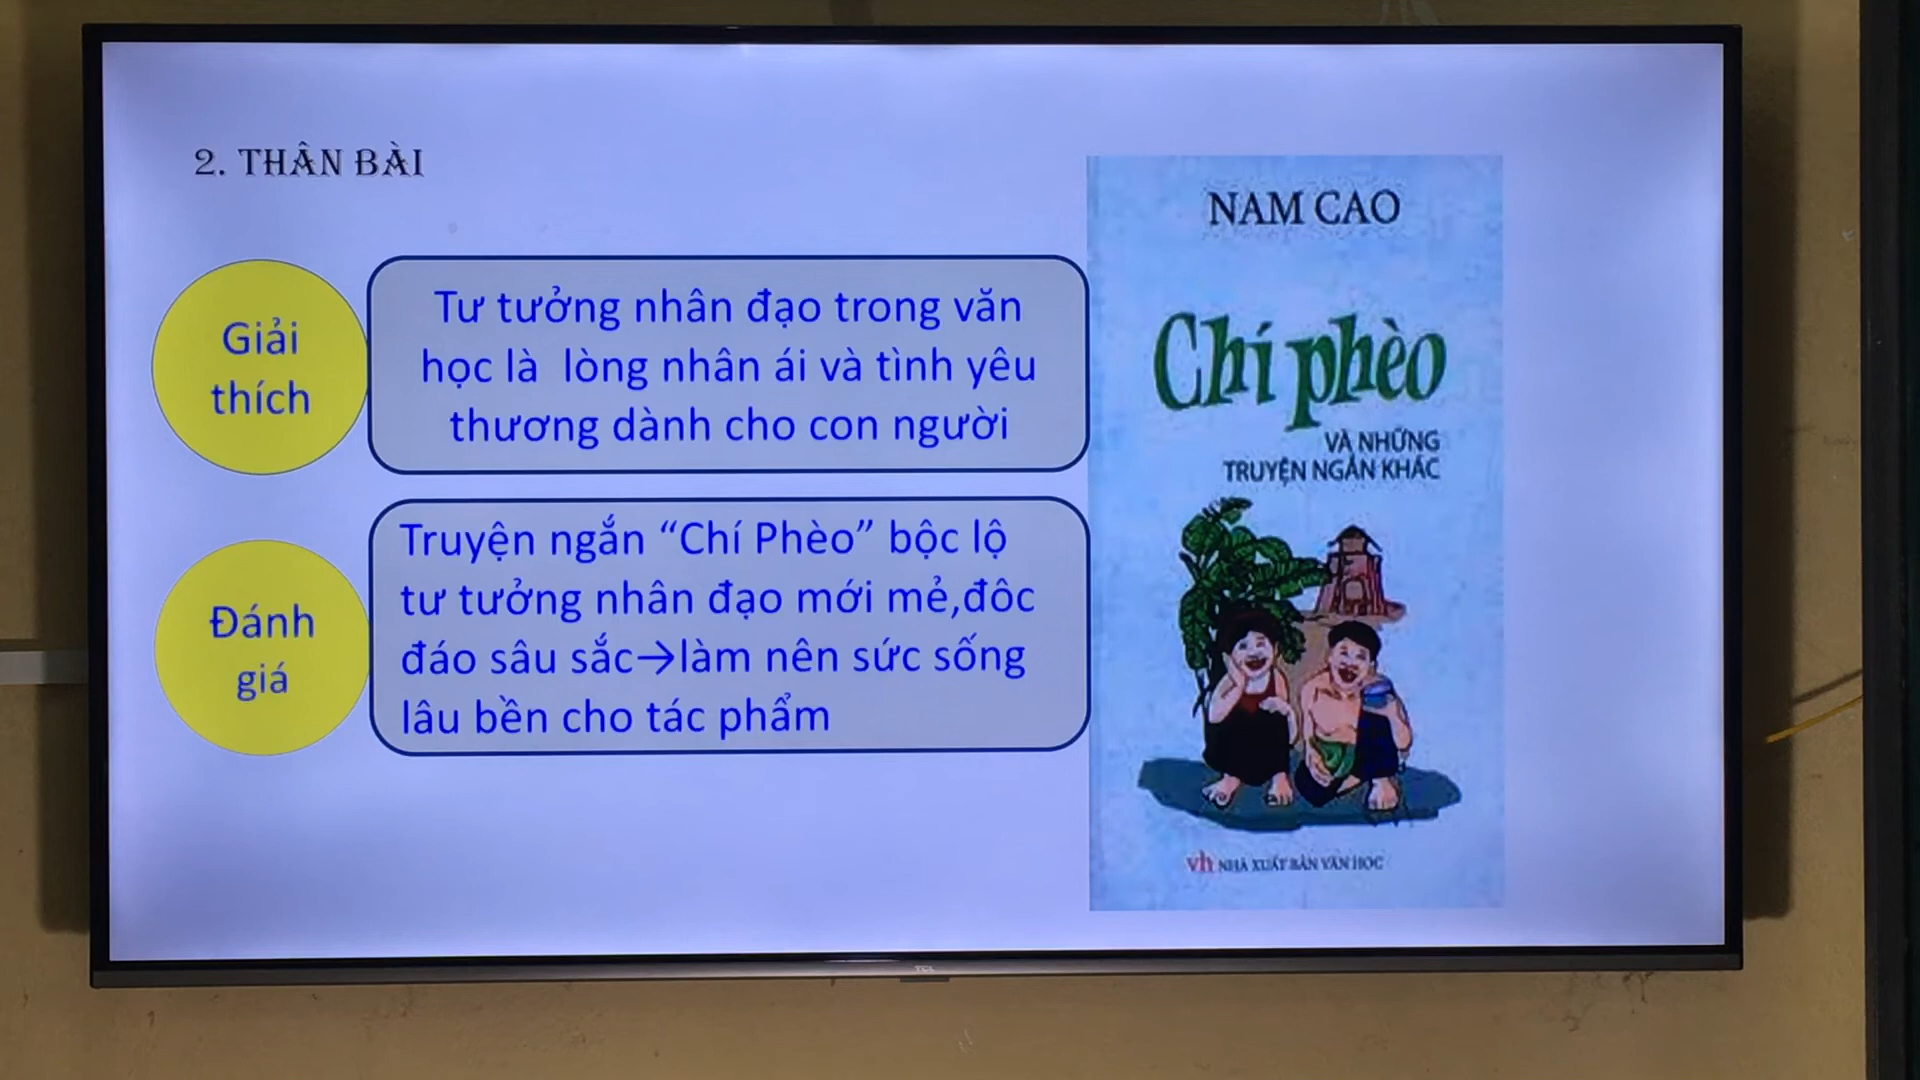 2. THÂN BÀI
Giải
thích
Tư tưởng nhân đạo trong văn
học là lòng nhân ái và tình yêu
thương dành cho con người
Đánh
giá
Truyện ngắn “Chí Phèo” bộc lộ
tư tưởng nhân đạo mới mẻ,đôc
đáo sâu sắc→làm nên sức sống
lâu bền cho tác phẩm
NAM CAO
Chí phèo
VÀ NHỮNG
TRUYỆN NGẮN KHÁC
vh NHÀ XUẤT BẢN VĂN HỌC
TCL